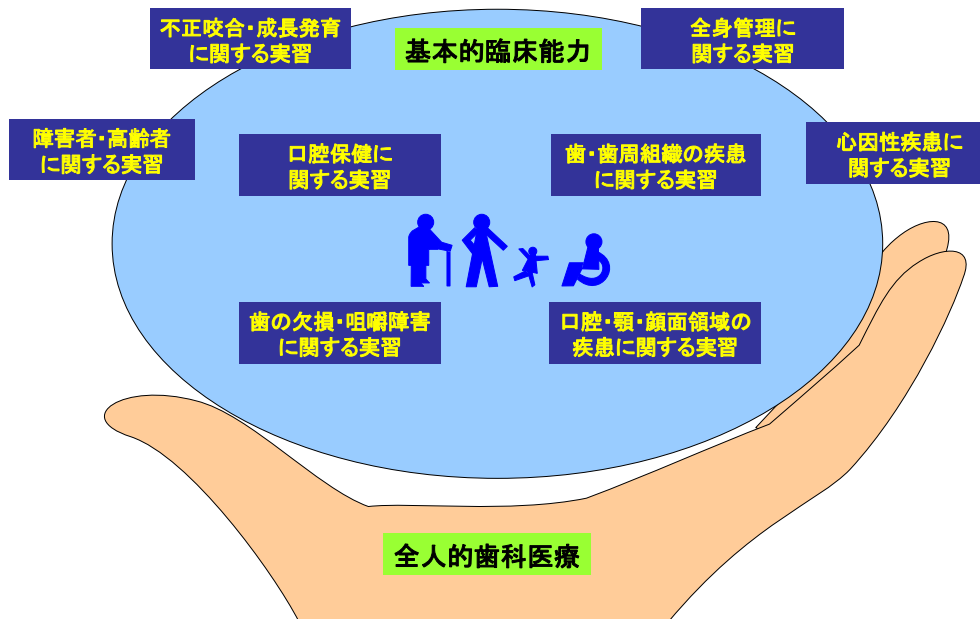 不正咬合・成長発育
に関する実習
基本的臨床能力
全身管理に
関する実習
障害者・高齢者
に関する実習
口腔保健に
関する実習
歯・歯周組織の疾患
に関する実習
心因性疾患に
関する実習
歯の欠損・咀嚼障害
に関する実習
口腔・顎・顔面領域の
疾患に関する実習
全人的歯科医療